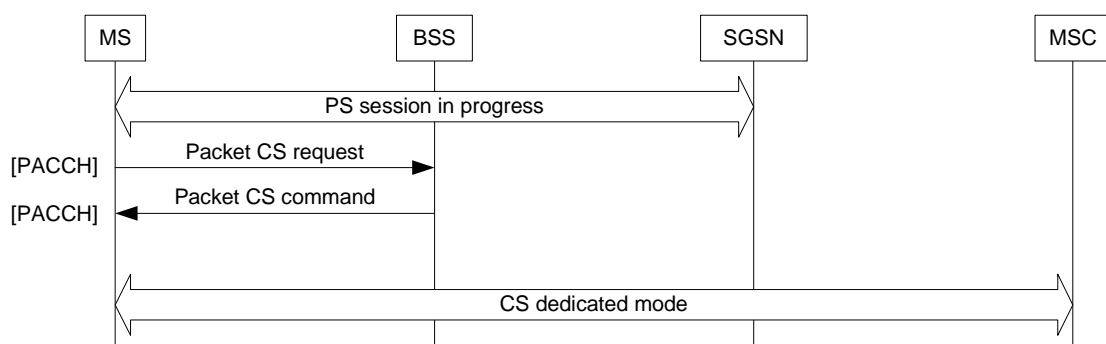 MS
BSS
SGSN
MSC
PS session in progress
[PACCH]
Packet CS request
[PACCH]
Packet CS command
CS dedicated mode